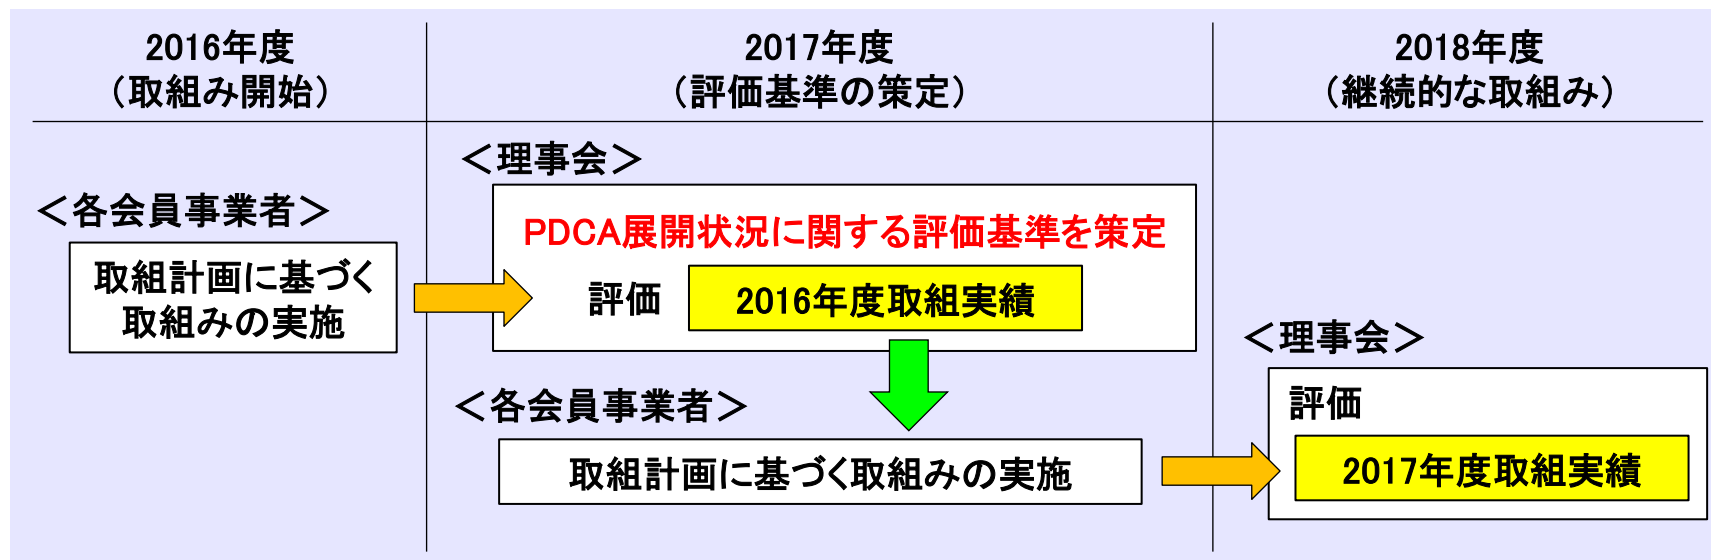 2016年度
（取組み開始）
2017年度
（評価基準の策定）
2018年度
（継続的な取組み）
＜各会員事業者＞
取組計画に基づく
取組みの実施
＜理事会＞
PDCA展開状況に関する評価基準を策定
評価
2016年度取組実績
＜各会員事業者＞
取組計画に基づく取組みの実施
＜理事会＞
評価
2017年度取組実績